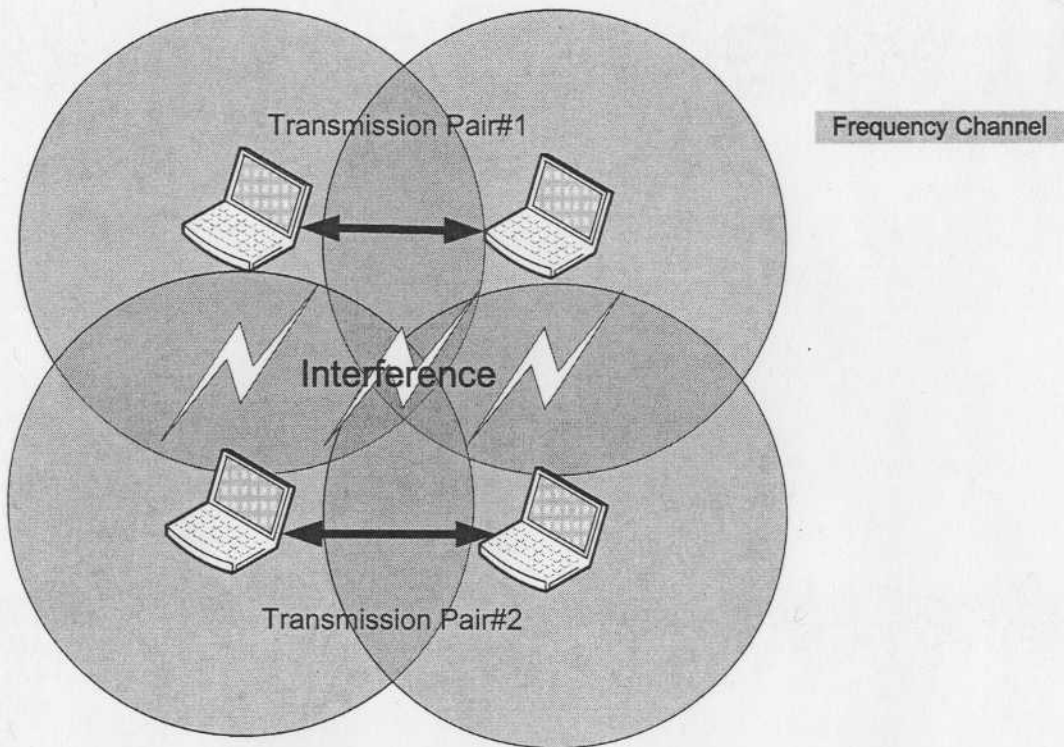 Transmission Pair#1
Frequency Channel
Interference
Transmission Pair#2